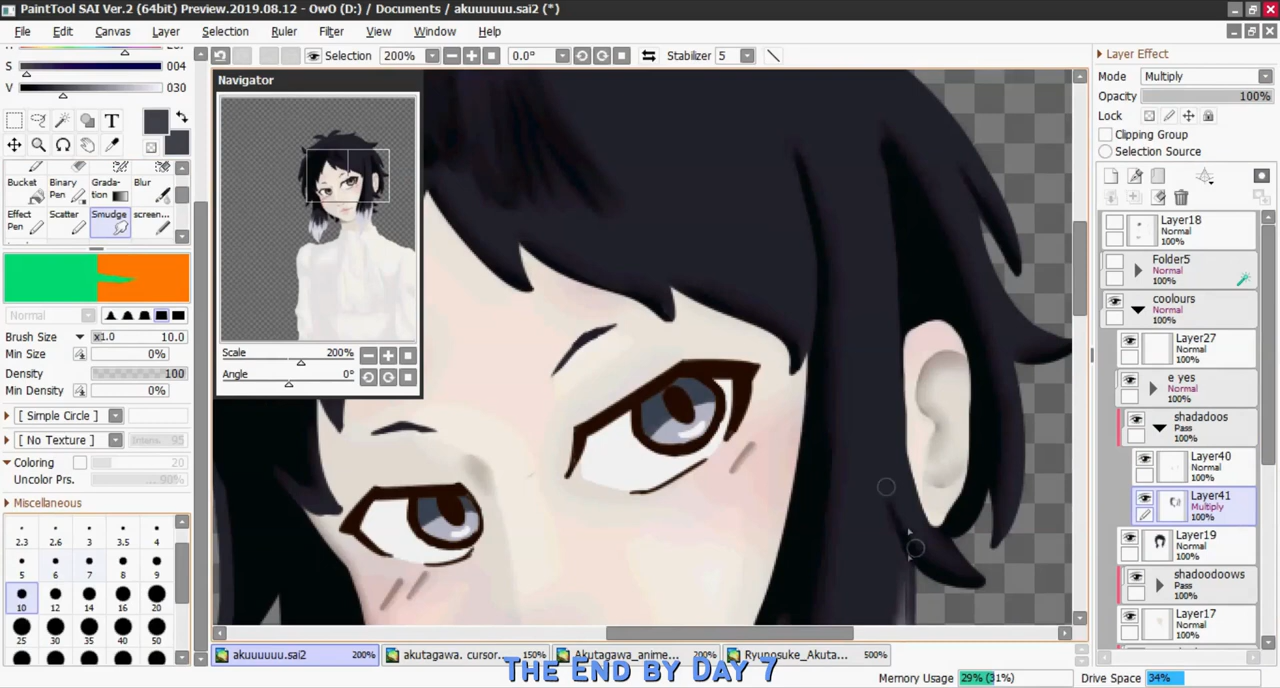 PaintTool SAI Ver.2 (64bit) Preview.2019.08.12 - OwO (D:) / Documents / akuuuuuu.sai2 (*)
File Edit Canvas Layer Selection Ruler Filter View Window Help
Selection 200% 0.0° Stabilizer 5
S 004
V 030
T
Bucket Binary Pen Grada-tion Blur
Effect Pen Scatter Smudge screen...
Normal
Brush Size x1.0 10.0
Min Size 0%
Density 100
Min Density 0%
[ Simple Circle ]
[ No Texture ] Intens. 95
Coloring 20
Uncolor Prs. 90%
Miscellaneous
2.3 2.6 3 3.5 4
5 6 7 8 9
10 12 14 16 20
25 30 35 40 50
Navigator
Scale 200%
Angle 0°
Layer Effect
Mode Multiply
Opacity 100%
Lock
Clipping Group
Selection Source
Layer18
Normal
100%
Folder5
Normal
100%
coolours
Normal
100%
Layer27
Normal
100%
e yes
Normal
100%
shadadoos
Pass
100%
Layer40
Normal
100%
Layer41
Multiply
100%
Layer19
Normal
100%
shadoodoows
Pass
100%
Layer17
Normal
100%
akuuuuuu.sai2 200% akutagawa. cursor... 150% Akutagawa_anime... 200% Ryunosuke_Akuta... 500%
The End by Day 7
Memory Usage 29% (31%) Drive Space 34%